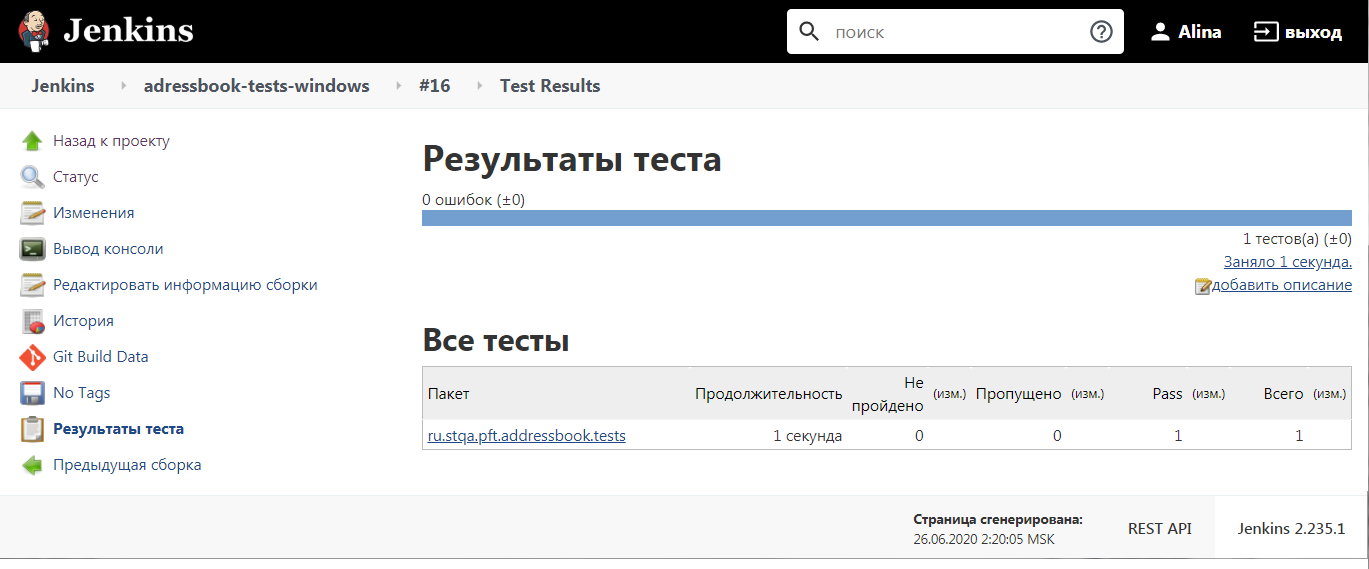 Jenkins
поиск
Alina
выход
Jenkins
adressbook-tests-windows
#16
Test Results
Назад к проекту
Статус
Изменения
Вывод консоли
Редактировать информацию сборки
История
Git Build Data
No Tags
Результаты теста
Предыдущая сборка
Результаты теста
0 ошибок (±0)
1 тестов(а) (±0)
Заняло 1 секунда.
добавить описание
Все тесты
Пакет Продолжительность Не пройдено (изм.) Пропущено (изм.) Pass (изм.) Всего (изм.)
ru.stqa.pft.addressbook.tests 1 секунда 0 0 1 1
Страница сгенерирована:
26.06.2020 2:20:05 MSK
REST API
Jenkins 2.235.1